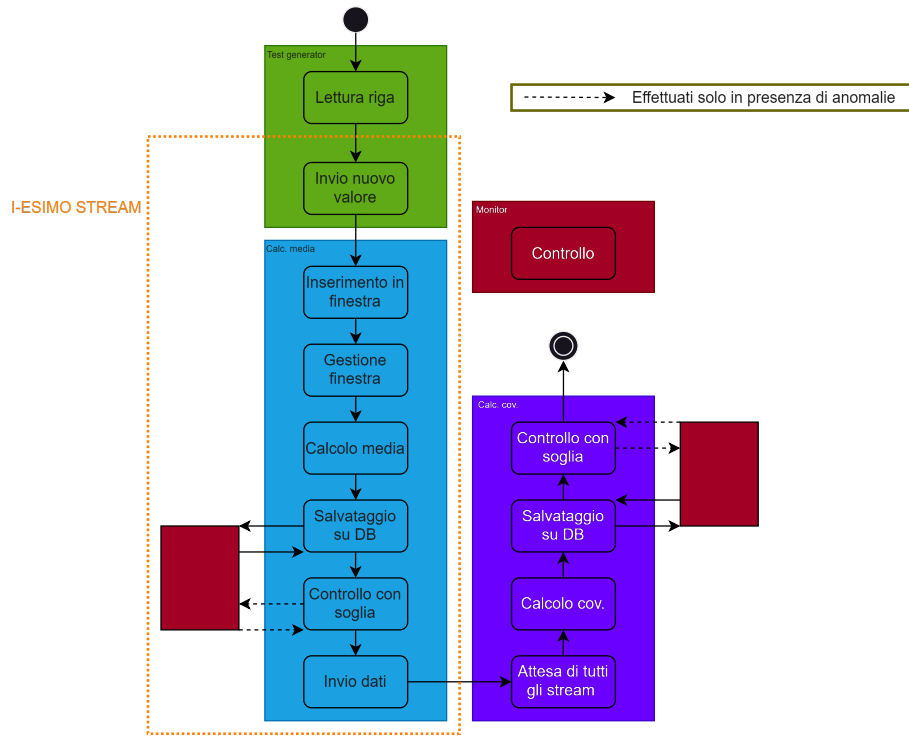 Test generator
Lettura riga
Effettuati solo in presenza di anomalie
Invio nuovo
valore
I-ESIMO STREAM
Monitor
Controllo
Calc. media
Inserimento in
finestra
Gestione
finestra
Calcolo media
Salvataggio
su DB
Controllo con
soglia
Invio dati
Calc. cov.
Controllo con
soglia
Salvataggio
su DB
Calcolo cov.
Attesa di tutti
gli stream